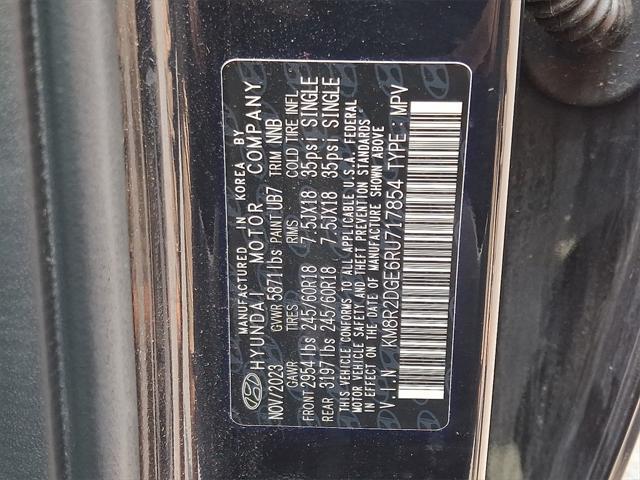 MANUFACTURED IN KOREA BY
HYUNDAI MOTOR COMPANY
NOV/2023 GVWR 5871lbs PAINT UB7 TRIM NNB
GAWR TIRES RIMS COLD TIRE INFL.
FRONT 2954lbs 245/60R18 7.5JX18 35psi SINGLE
REAR 3197lbs 245/60R18 7.5JX18 35psi SINGLE
THIS VEHICLE CONFORMS TO ALL APPLICABLE U.S.A. FEDERAL
MOTOR VEHICLE SAFETY AND THEFT PREVENTION STANDARDS
IN EFFECT ON THE DATE OF MANUFACTURE SHOWN ABOVE
V.I.N : KM8R2DGE6RU717854 TYPE : MPV